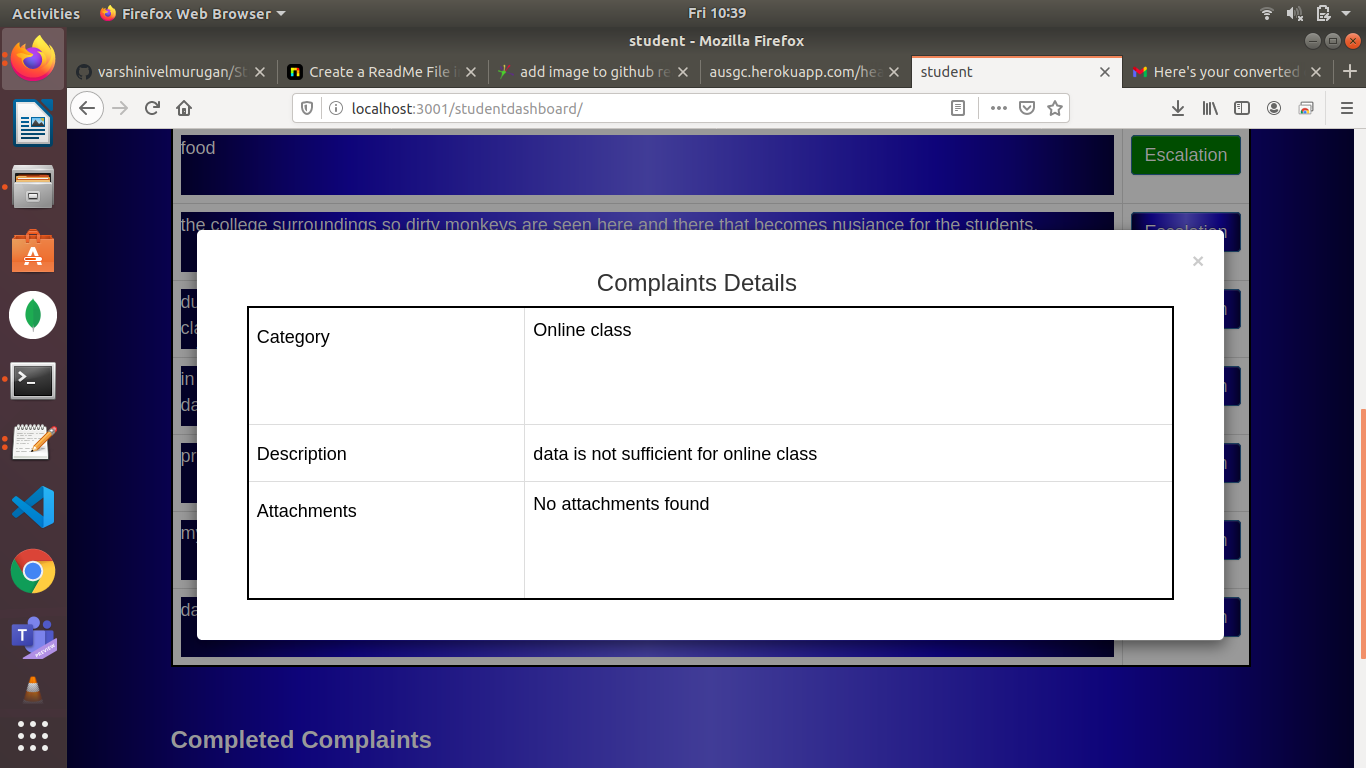 Activities Firefox Web Browser Fri 10:39
student - Mozilla Firefox
varshinivelmurugan/St Create a ReadMe File i add image to github re ausgc.herokuapp.com/hea student Here's your converted
localhost:3001/studentdashboard/
food Escalation
the college surroundings so dirty monkeys are seen here and there that becomes nusiance for the students. Escalation
×
Complaints Details
du
cla
Category Online class
in
da
Description data is not sufficient for online class
pr
Attachments No attachments found
my
da
Completed Complaints
T
PREVIEW